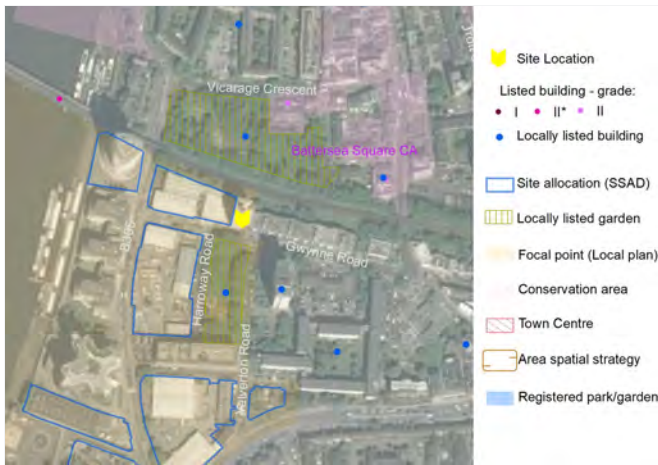 Vicarage Crescent
Battersea Square CA
Gwynne Road
Harroway Road
Yelverton Road
Site Location
Listed building - grade:
I
II*
II
Locally listed building
Site allocation (SSAD)
Locally listed garden
Focal point (Local plan)
Conservation area
Town Centre
Area spatial strategy
Registered park/garden